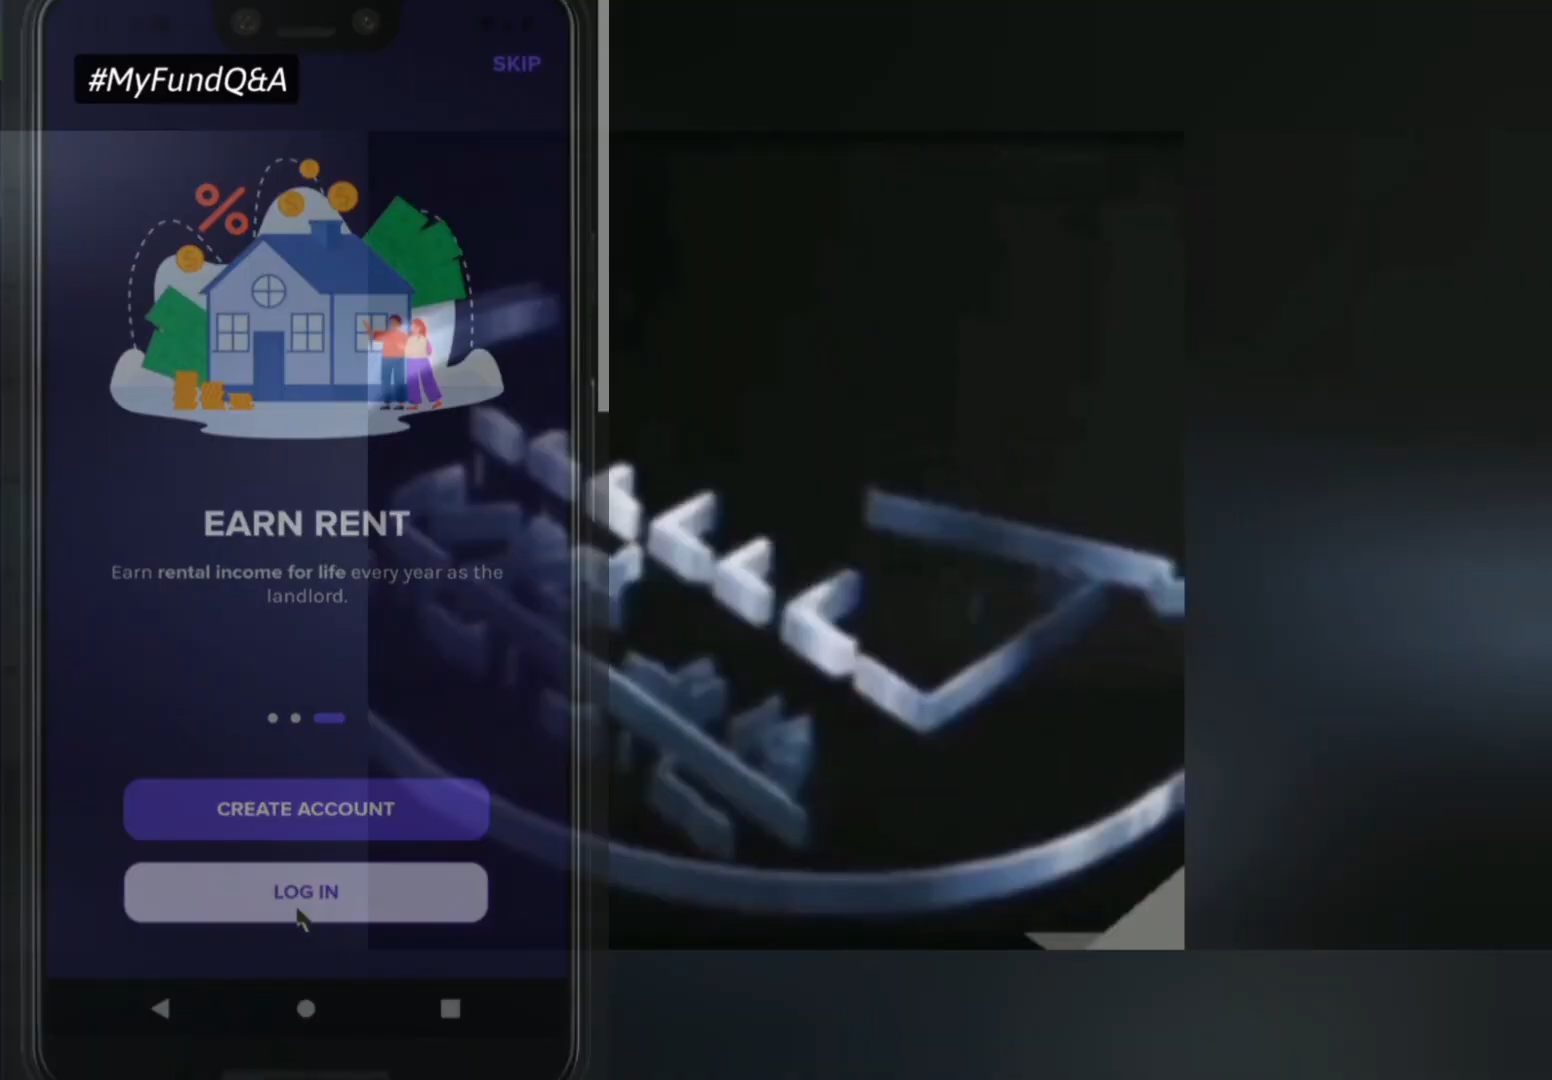 #MyFundQ&A
SKIP
EARN RENT
Earn rental income for life every year as the
landlord.
CREATE ACCOUNT
LOG IN